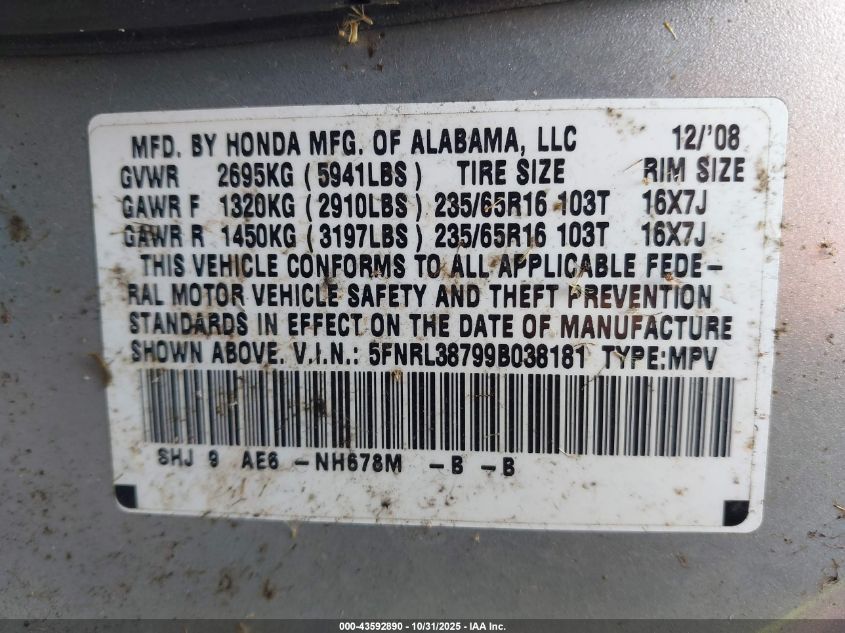 MFD. BY HONDA MFG. OF ALABAMA, LLC 12/'08
GVWR 2695KG (5941LBS) TIRE SIZE RIM SIZE
GAWR F 1320KG (2910LBS) 235/65R16 103T 16X7J
GAWR R 1450KG (3197LBS) 235/65R16 103T 16X7J
THIS VEHICLE CONFORMS TO ALL APPLICABLE FEDE-
RAL MOTOR VEHICLE SAFETY AND THEFT PREVENTION
STANDARDS IN EFFECT ON THE DATE OF MANUFACTURE
SHOWN ABOVE. V.I.N.: 5FNRL38799B038181 TYPE:MPV
SHJ 9 AE6 -NH678M -B -B
000-43592890 - 10/31/2025 - IAA Inc.